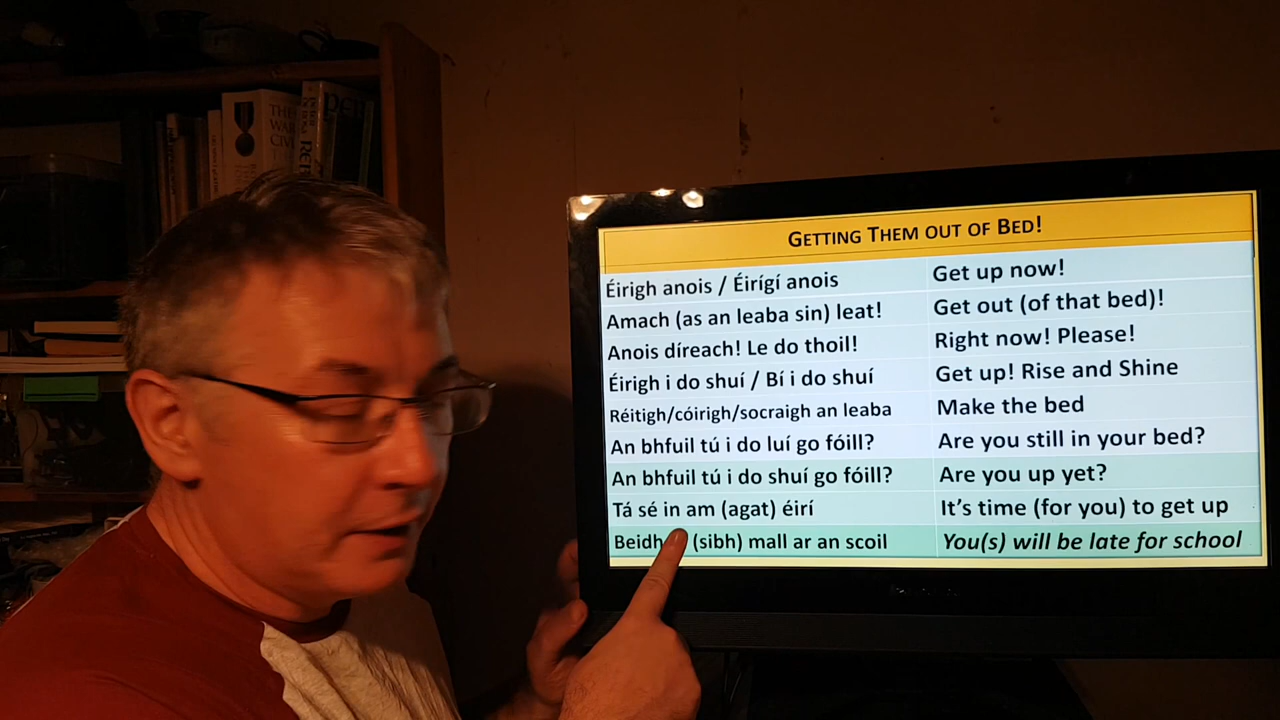 THE
WAR
CIVI
GETTING THEM OUT OF BED!
Éirigh anois / Éirígí anois Get up now!
Amach (as an leaba sin) leat! Get out (of that bed)!
Anois díreach! Le do thoil! Right now! Please!
Éirigh i do shuí / Bí i do shuí Get up! Rise and Shine
Réitigh/cóirigh/socraigh an leaba Make the bed
An bhfuil tú i do luí go fóill? Are you still in your bed?
An bhfuil tú i do shuí go fóill? Are you up yet?
Tá sé in am (agat) éirí It's time (for you) to get up
(sibh) mall ar an scoil You(s) will be late for school